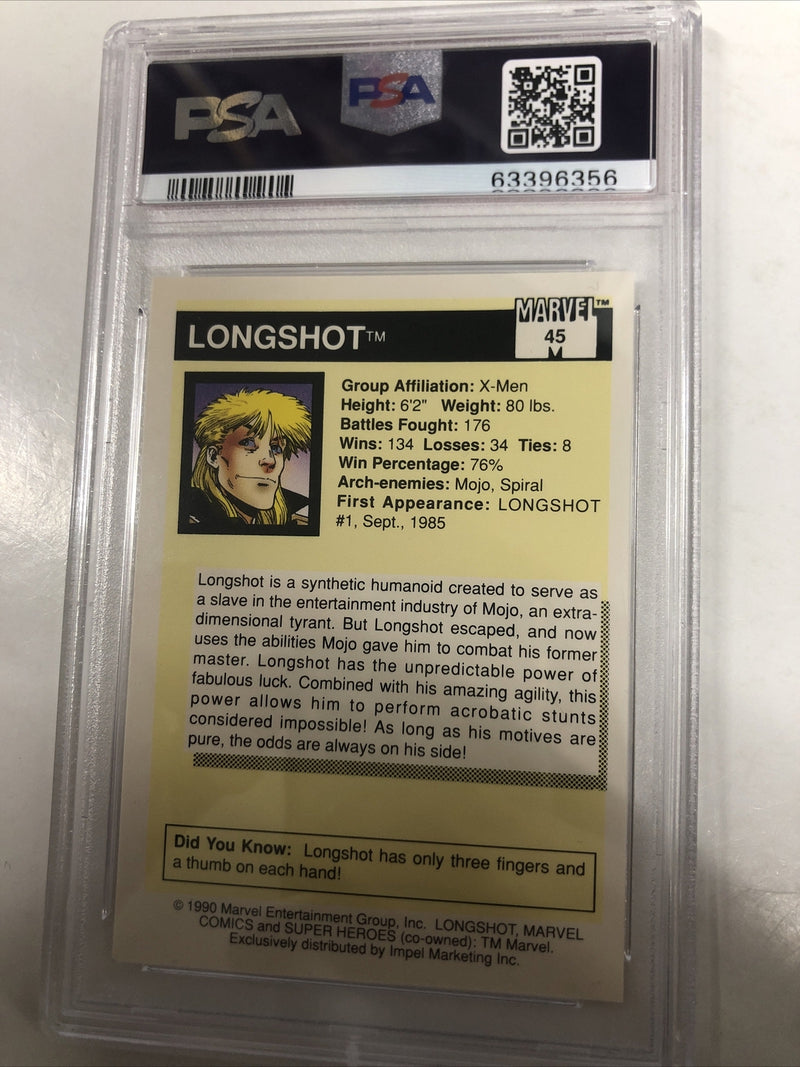 PSA
PSA
63396356
MARVEL™
LONGSHOT™
45
Group Affiliation: X-Men
Height: 6'2" Weight: 80 lbs.
Battles Fought: 176
Wins: 134 Losses: 34 Ties: 8
Win Percentage: 76%
Arch-enemies: Mojo, Spiral
First Appearance: LONGSHOT
#1, Sept., 1985
Longshot is a synthetic humanoid created to serve as
a slave in the entertainment industry of Mojo, an extra-
dimensional tyrant. But Longshot escaped, and now
uses the abilities Mojo gave him to combat his former
master. Longshot has the unpredictable power of
fabulous luck. Combined with his amazing agility, this
power allows him to perform acrobatic stunts
considered impossible! As long as his motives are
pure, the odds are always on his side!
Did You Know: Longshot has only three fingers and
a thumb on each hand!
© 1990 Marvel Entertainment Group, Inc. LONGSHOT, MARVEL
COMICS and SUPER HEROES (co-owned): TM Marvel.
Exclusively distributed by Impel Marketing Inc.